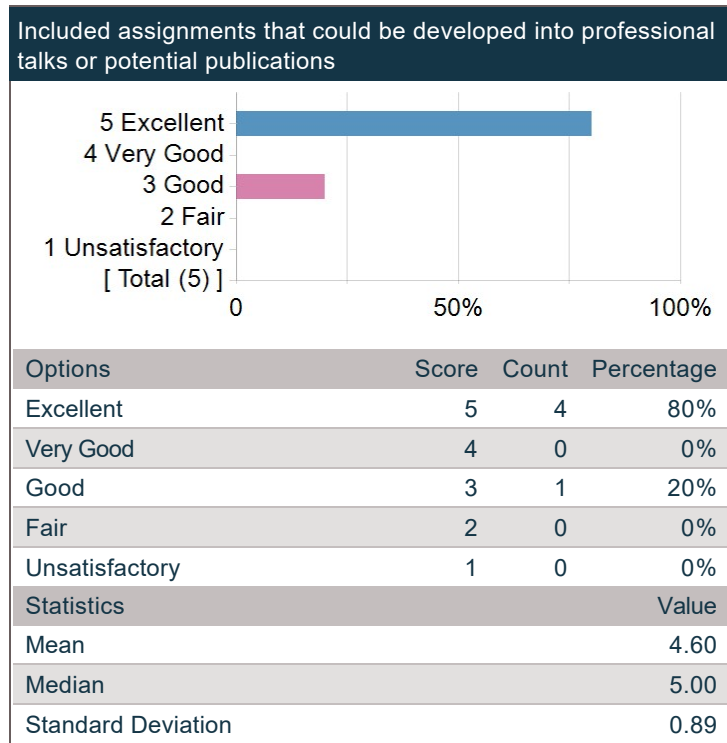 Included assignments that could be developed into professional
talks or potential publications
5 Excellent
4 Very Good
3 Good
2 Fair
1 Unsatisfactory
[ Total (5) ]
0 50% 100%
Options Score Count Percentage
Excellent 5 4 80%
Very Good 4 0 0%
Good 3 1 20%
Fair 2 0 0%
Unsatisfactory 1 0 0%
Statistics Value
Mean 4.60
Median 5.00
Standard Deviation 0.89